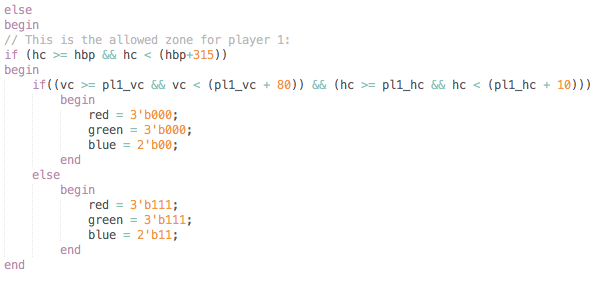 else
begin
// This is the allowed zone for player 1:
if (hc >= hbp && hc < (hbp+315))
begin
    if((vc >= pl1_vc && vc < (pl1_vc + 80)) && (hc >= pl1_hc && hc < (pl1_hc + 10)))
        begin
            red = 3'b000;
            green = 3'b000;
            blue = 2'b00;
        end
    else
        begin
            red = 3'b111;
            green = 3'b111;
            blue = 2'b11;
        end
end